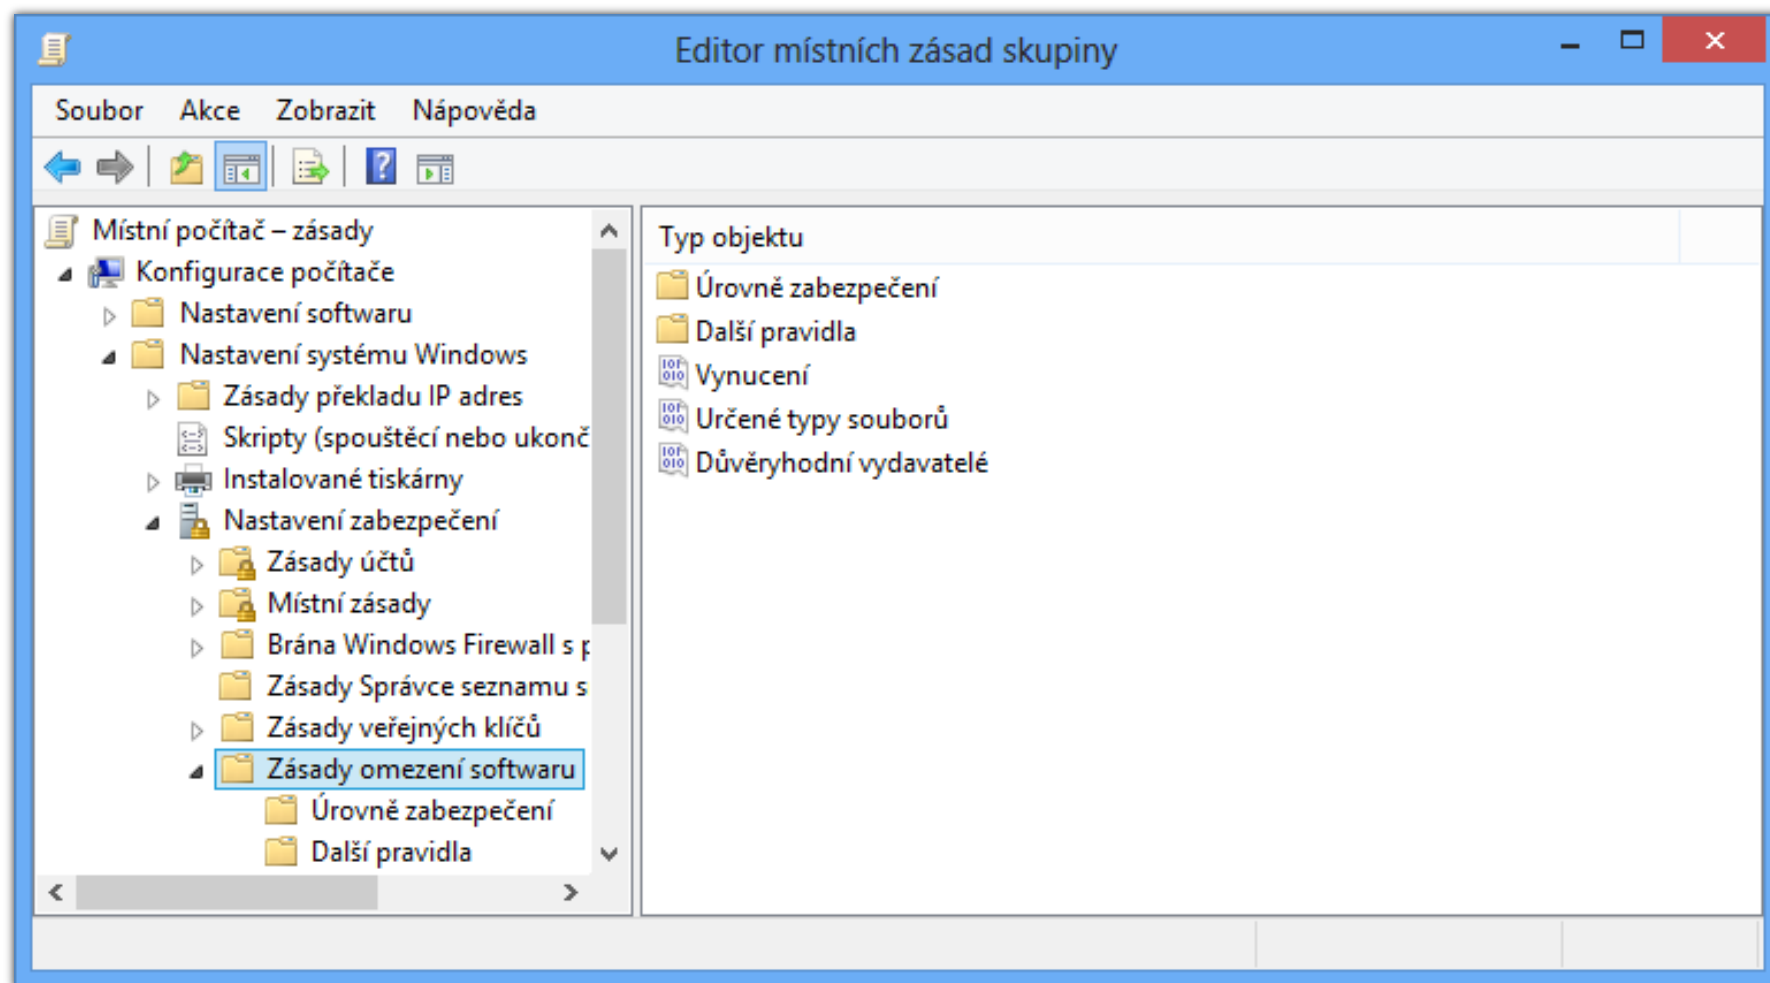 Editor místních zásad skupiny
Soubor Akce Zobrazit Nápověda
Místní počítač – zásady
Konfigurace počítače
Nastavení softwaru
Nastavení systému Windows
Zásady překladu IP adres
Skripty (spouštěcí nebo ukonč
Instalované tiskárny
Nastavení zabezpečení
Zásady účtů
Místní zásady
Brána Windows Firewall s p
Zásady Správce seznamu s
Zásady veřejných klíčů
Zásady omezení softwaru
Úrovně zabezpečení
Další pravidla
Typ objektu
Úrovně zabezpečení
Další pravidla
Vynucení
Určené typy souborů
Důvěryhodní vydavatelé